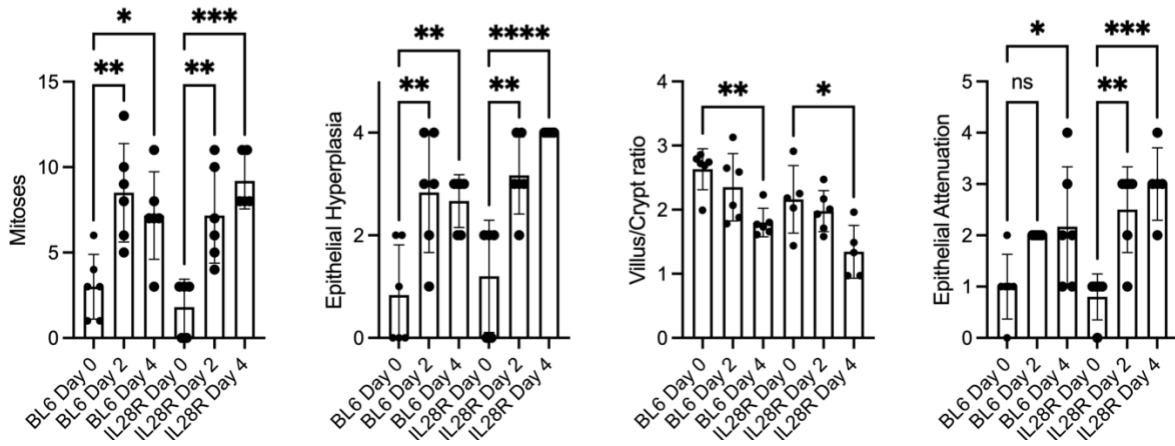 * ***
** **
15
10
5
0
Mitoses
BL6 Day 0
BL6 Day 2
BL6 Day 4
IL28R Day 0
IL28R Day 2
IL28R Day 4
** ****
** **
4
2
0
Epithelial Hyperplasia
BL6 Day 0
BL6 Day 2
BL6 Day 4
IL28R Day 0
IL28R Day 2
IL28R Day 4
** *
4
3
2
1
0
Villus/Crypt ratio
BL6 Day 0
BL6 Day 2
BL6 Day 4
IL28R Day 0
IL28R Day 2
IL28R Day 4
* ***
ns **
5
4
3
2
1
0
Epithelial Attenuation
BL6 Day 0
BL6 Day 2
BL6 Day 4
IL28R Day 0
IL28R Day 2
IL28R Day 4